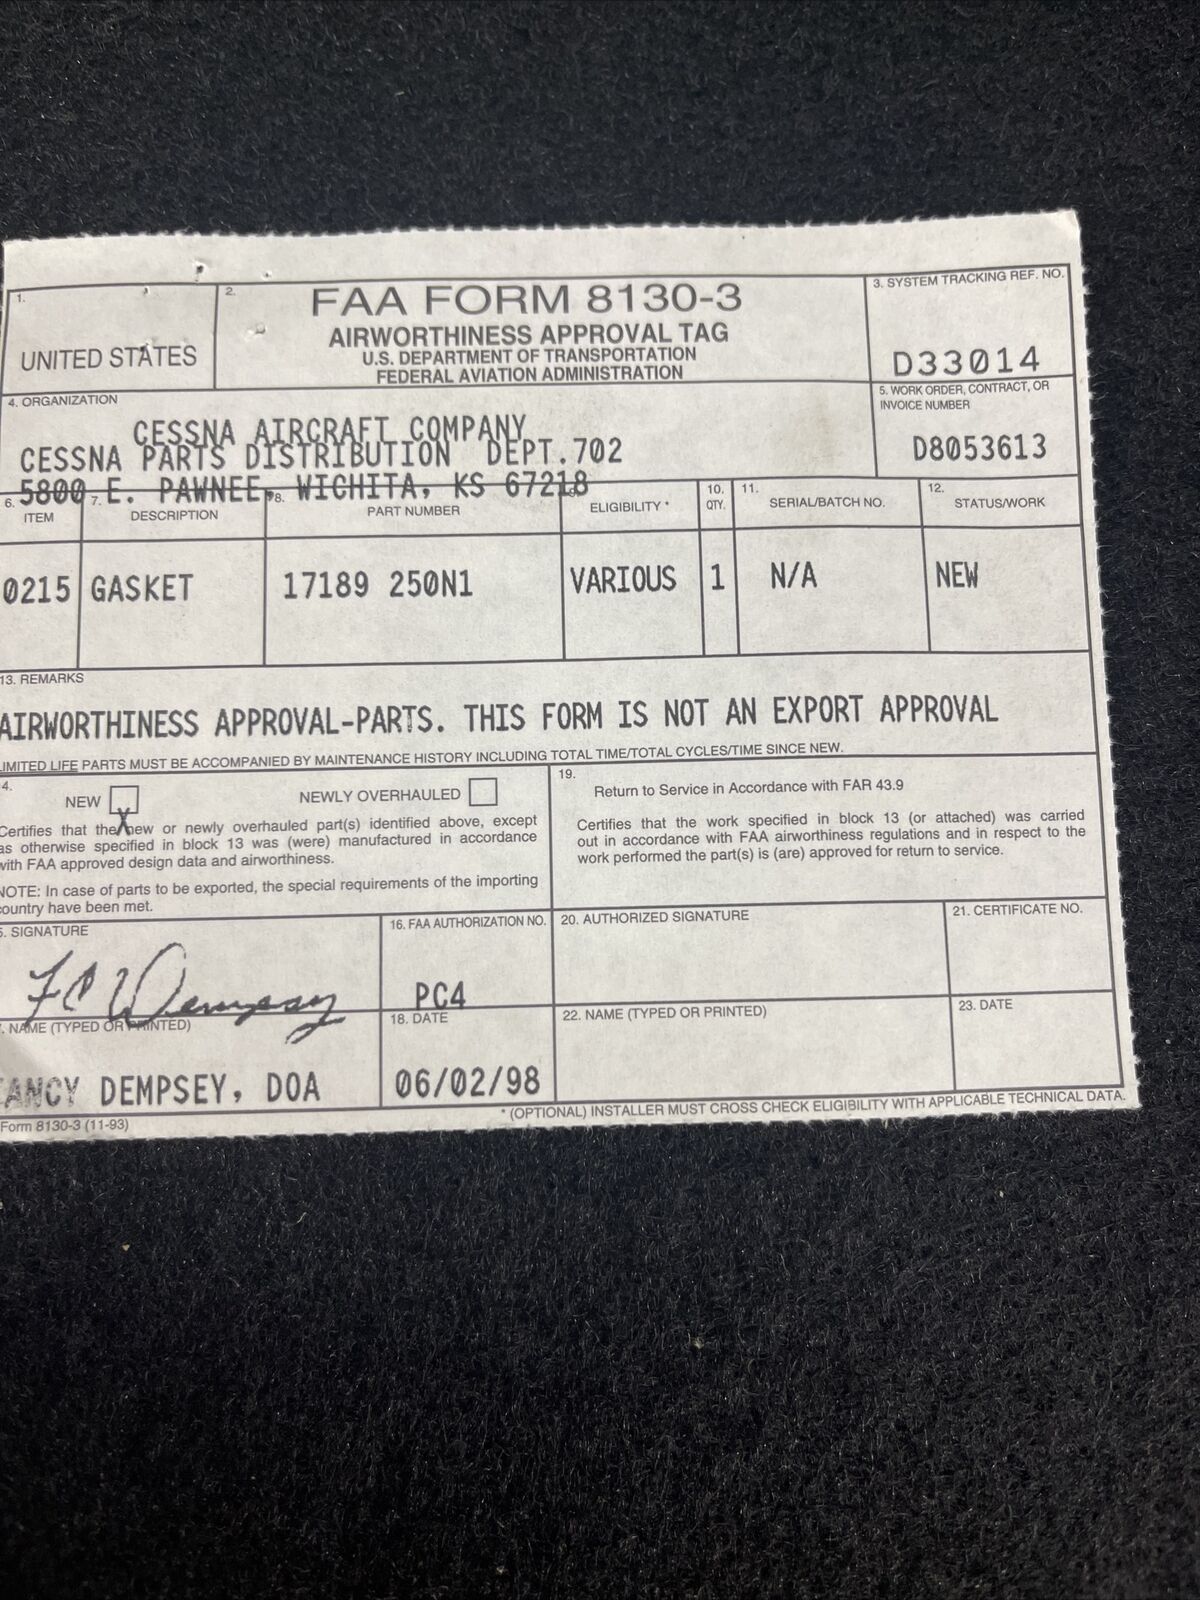 1.
UNITED STATES
2.
FAA FORM 8130-3
AIRWORTHINESS APPROVAL TAG
U.S. DEPARTMENT OF TRANSPORTATION
FEDERAL AVIATION ADMINISTRATION
3. SYSTEM TRACKING REF. NO.
D33014
4. ORGANIZATION
CESSNA AIRCRAFT COMPANY
CESSNA PARTS DISTRIBUTION DEPT.702
5800 E. PAWNEE, WICHITA, KS 67218
5. WORK ORDER, CONTRACT, OR
INVOICE NUMBER
D8053613
6. ITEM
7. DESCRIPTION
8. PART NUMBER
ELIGIBILITY *
10. QTY.
11. SERIAL/BATCH NO.
12. STATUS/WORK
0215 GASKET 17189 250N1 VARIOUS 1 N/A NEW
13. REMARKS
AIRWORTHINESS APPROVAL-PARTS. THIS FORM IS NOT AN EXPORT APPROVAL
IMITED LIFE PARTS MUST BE ACCOMPANIED BY MAINTENANCE HISTORY INCLUDING TOTAL TIME/TOTAL CYCLES/TIME SINCE NEW.
4.
NEW X NEWLY OVERHAULED
Certifies that the new or newly overhauled part(s) identified above, except
as otherwise specified in block 13 was (were) manufactured in accordance
with FAA approved design data and airworthiness.
NOTE: In case of parts to be exported, the special requirements of the importing
country have been met.
19.
Return to Service in Accordance with FAR 43.9
Certifies that the work specified in block 13 (or attached) was carried
out in accordance with FAA airworthiness regulations and in respect to the
work performed the part(s) is (are) approved for return to service.
5. SIGNATURE
F C Dempsey
16. FAA AUTHORIZATION NO.
PC4
20. AUTHORIZED SIGNATURE
21. CERTIFICATE NO.
. NAME (TYPED OR PRINTED)
ANCY DEMPSEY, DOA
18. DATE
06/02/98
22. NAME (TYPED OR PRINTED)
23. DATE
* (OPTIONAL) INSTALLER MUST CROSS CHECK ELIGIBILITY WITH APPLICABLE TECHNICAL DATA.
Form 8130-3 (11-93)